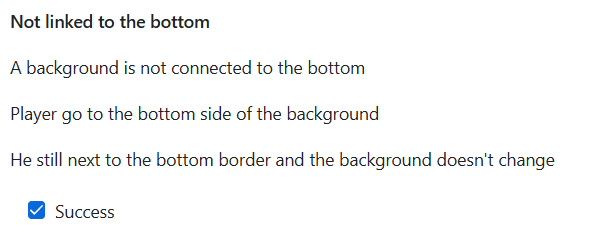 Not linked to the bottom
A background is not connected to the bottom
Player go to the bottom side of the background
He still next to the bottom border and the background doesn't change
Success